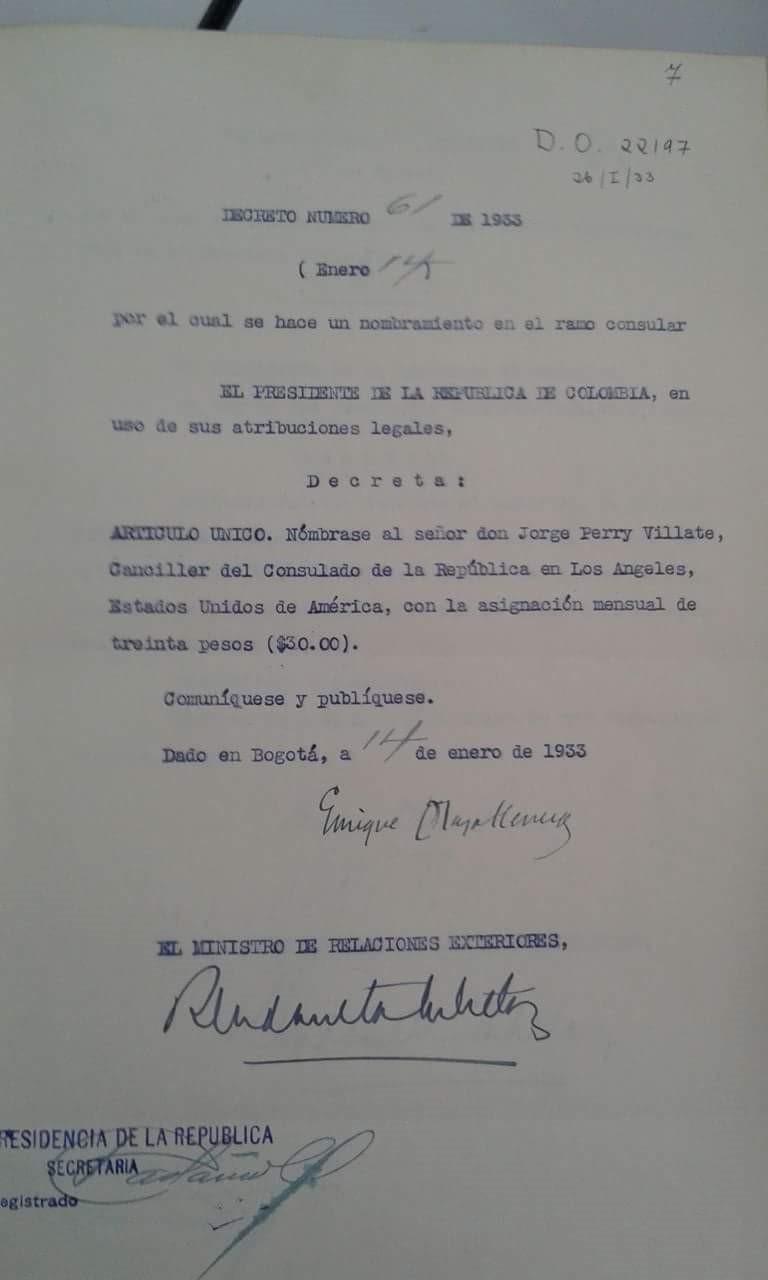 7
D. O. 22197
26/I/33
DECRETO NUMERO 61 DE 1933
( Enero 14
por el cual se hace un nombramiento en el ramo consular
EL PRESIDENTE DE LA REPUBLICA DE COLOMBIA, en
uso de sus atribuciones legales,
D e c r e t a :
ARTICULO UNICO. Nómbrase al señor don Jorge Perry Villate,
Canciller del Consulado de la República en Los Angeles,
Estados Unidos de América, con la asignación mensual de
treinta pesos ($30.00).
Comuníquese y publíquese.
Dado en Bogotá, a 14 de enero de 1933
Enrique
EL MINISTRO DE RELACIONES EXTERIORES,
RESIDENCIA DE LA REPUBLICA
SECRETARIA
egistrado